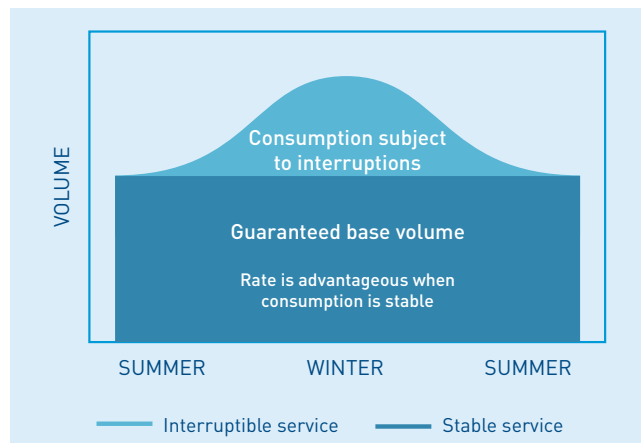 Consumption subject
to interruptions
VOLUME
Guaranteed base volume
Rate is advantageous when
consumption is stable
SUMMER WINTER SUMMER
Interruptible service Stable service